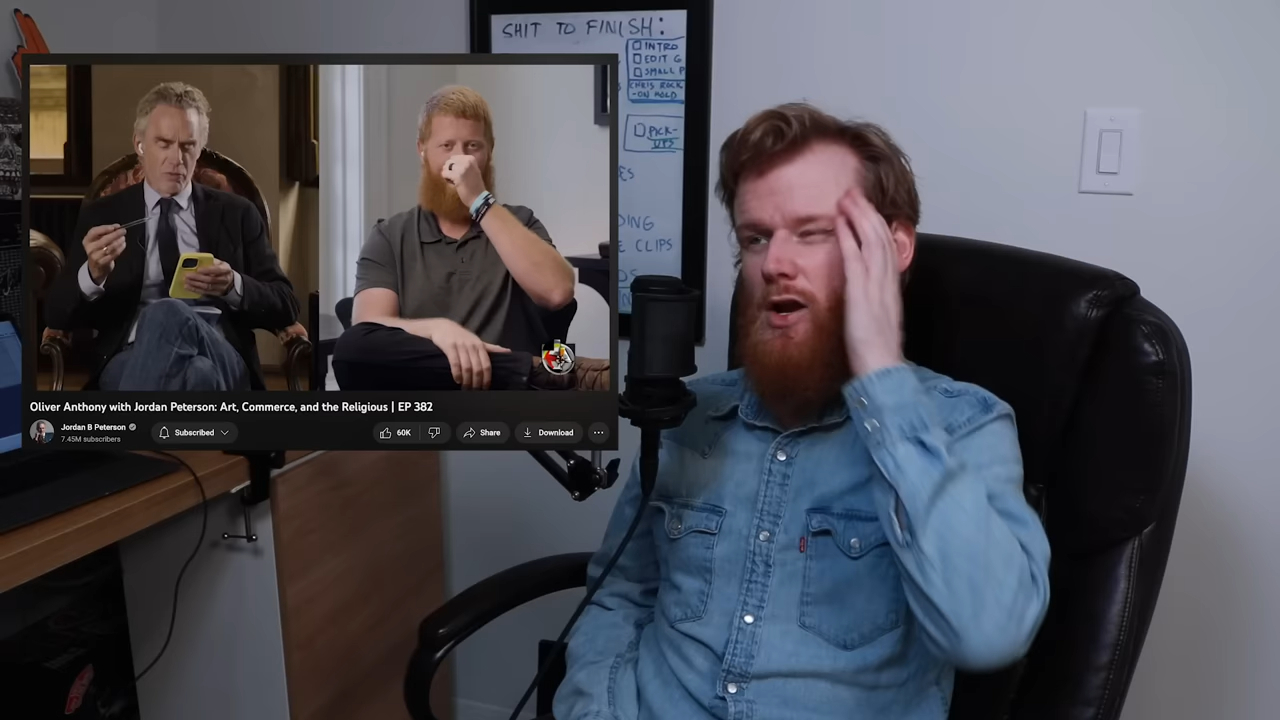 SHIT TO FINISH:
INTRO
EDIT G
SMALL P
CHRIS ROCK
-ON HOLD
PICK-
UPS
ES
DING
E CLIPS
Oliver Anthony with Jordan Peterson: Art, Commerce, and the Religious | EP 382
Jordan B Peterson
7.45M subscribers
Subscribed
60K
Share
Download